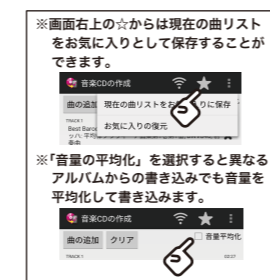 ※画面右上の☆からは現在の曲リスト
をお気に入りとして保存することが
できます。
音楽CDの作成
曲の追加 現在の曲リストをお気に入りに保存
TRACK 1
Best Baroc
お気に入りの復元
※「音量の平均化」を選択すると異なる
アルバムからの書き込みでも音量を
平均化して書き込みます。
音楽CDの作成
曲の追加 クリア 音量平均化
TRACK 1